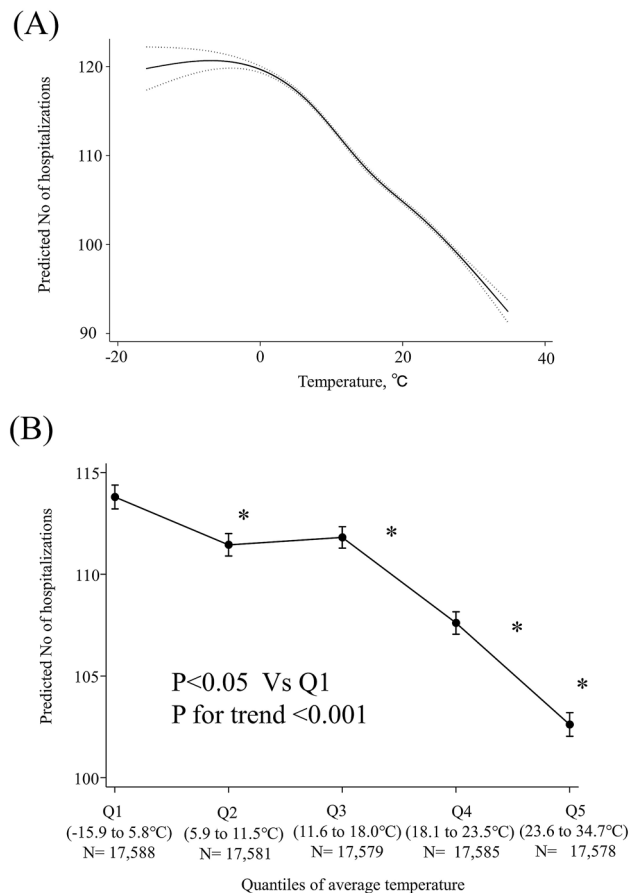 (A)
Predicted No of hospitalizations
120
110
100
90
-20
0
20
40
Temperature, ℃
(B)
Predicted No of hospitalizations
115
110
105
100
*
*
*
*
P<0.05 Vs Q1
P for trend <0.001
Q1 Q2 Q3 Q4 Q5
(-15.9 to 5.8℃) (5.9 to 11.5℃) (11.6 to 18.0℃) (18.1 to 23.5℃) (23.6 to 34.7℃)
N= 17,588 N= 17,581 N= 17,579 N= 17,585 N= 17,578
Quantiles of average temperature